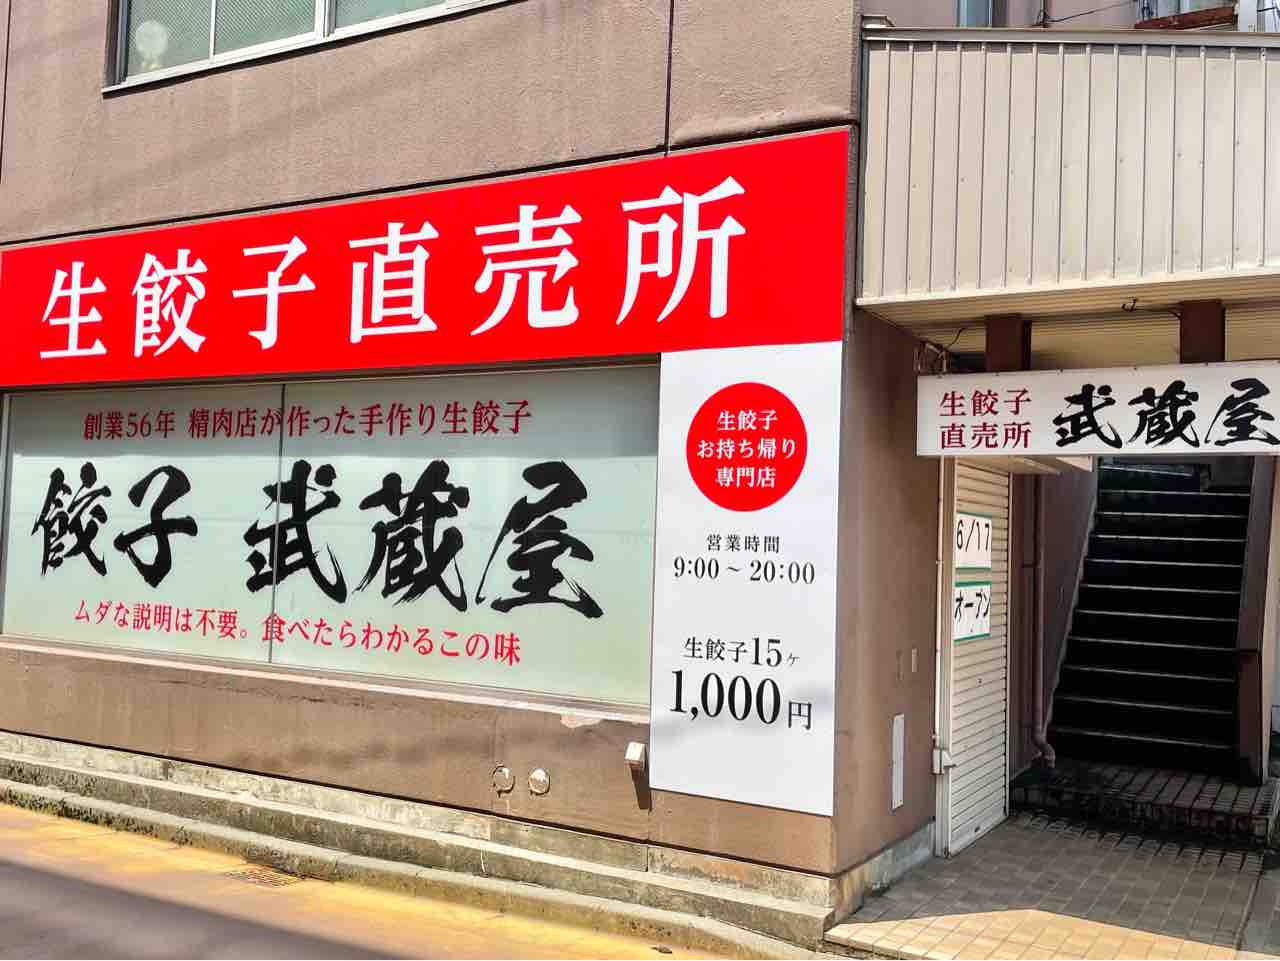 生餃子直売所
創業56年 精肉店が作った手作り生餃子
餃子 武蔵屋
ムダな説明は不要。食べたらわかるこの味
生餃子
お持ち帰り
専門店
営業時間
9:00～20:00
生餃子15ヶ
1,000円
生餃子
直売所
武蔵屋
6/17
オープン